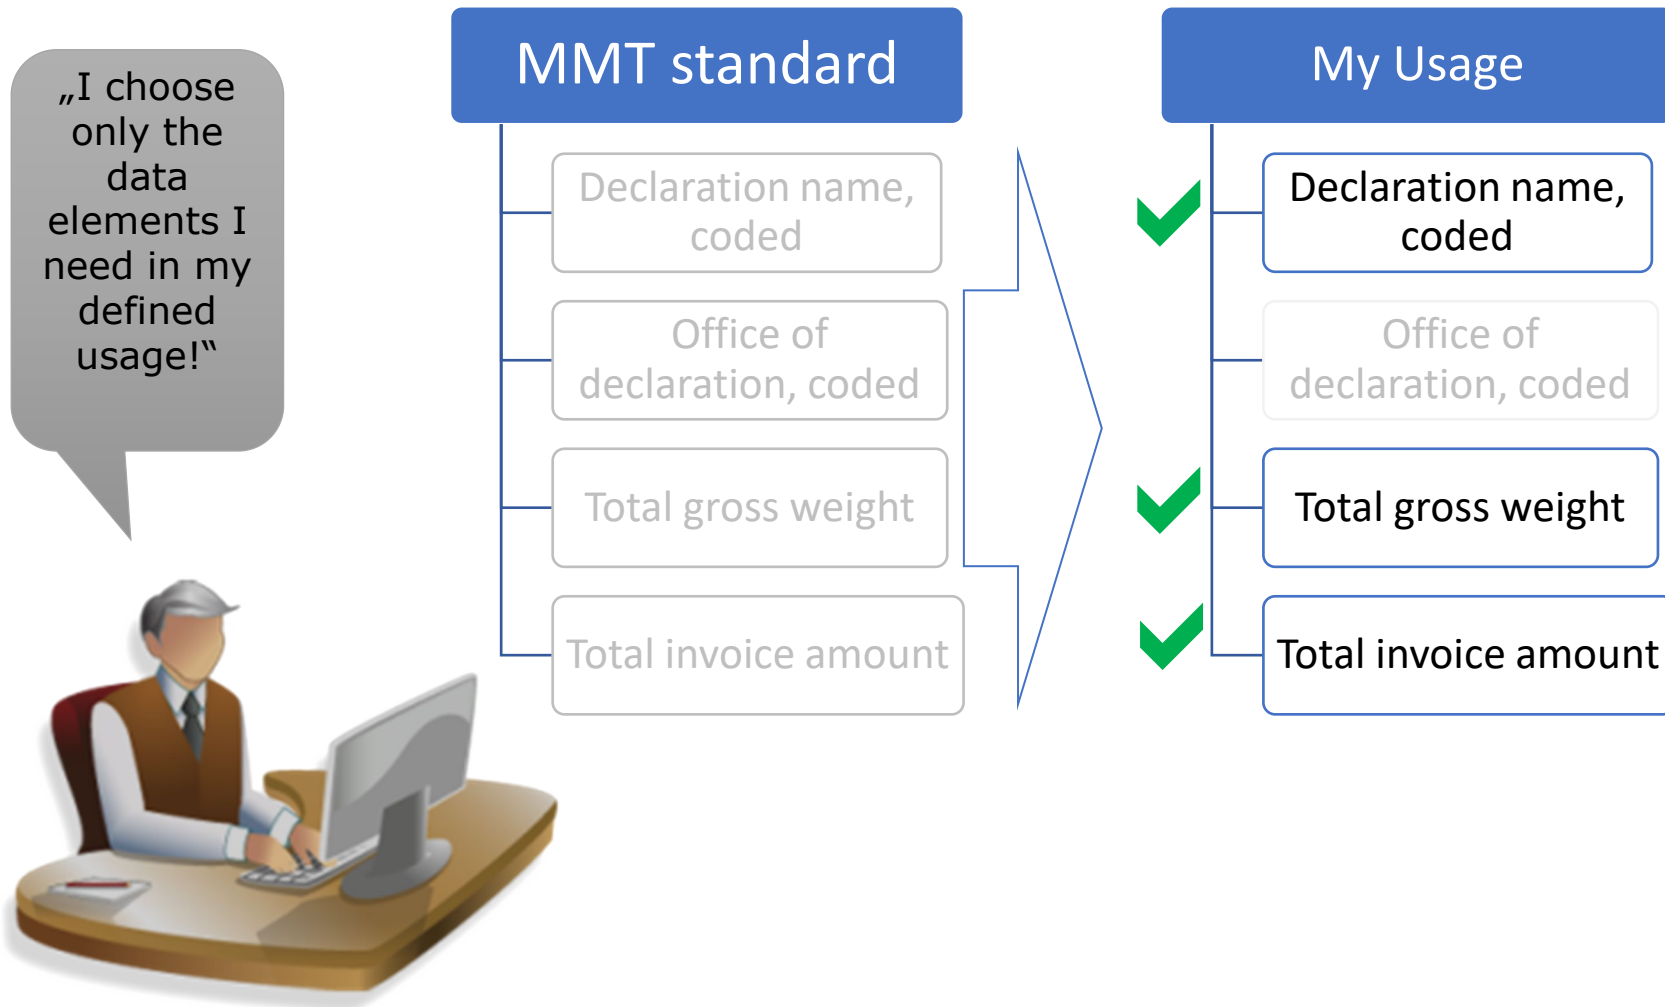 „I choose
only the
data
elements I
need in my
defined
usage!“
MMT standard
Declaration name,
coded
Office of
declaration, coded
Total gross weight
Total invoice amount
My Usage
Declaration name,
coded
Office of
declaration, coded
Total gross weight
Total invoice amount